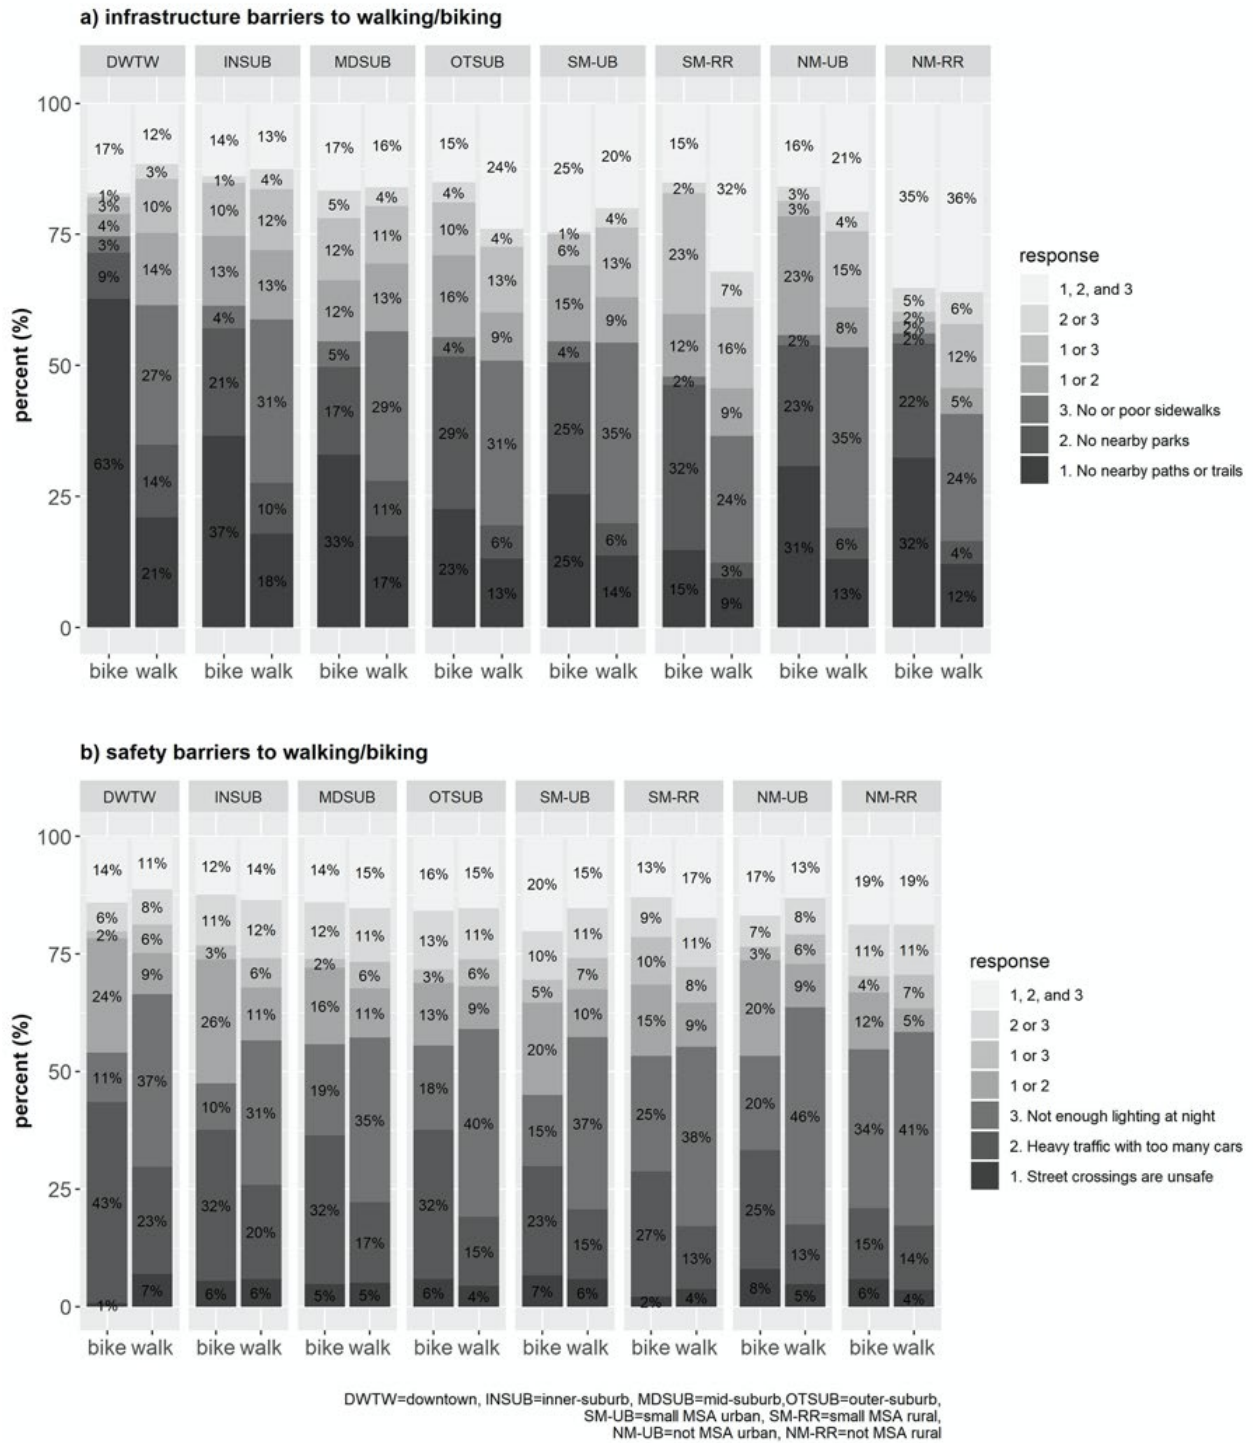 a) infrastructure barriers to walking/biking
DWTW INSUB MDSUB OTSUB SM-UB SM-RR NM-UB NM-RR
percent (%)
100
75
50
25
0
17% 1% 3% 4% 3% 9% 63%
12% 3% 10% 14% 27% 14% 21%
14% 1% 10% 13% 4% 21% 37%
13% 4% 12% 13% 31% 10% 18%
17% 5% 12% 12% 5% 17% 33%
16% 4% 11% 13% 29% 11% 17%
15% 4% 10% 16% 4% 29% 23%
24% 4% 13% 9% 31% 6% 13%
25% 1% 6% 15% 4% 25% 25%
20% 4% 13% 9% 35% 6% 14%
15% 2% 23% 12% 2% 32% 15%
32% 7% 16% 9% 24% 3% 9%
16% 3% 3% 23% 2% 23% 31%
21% 4% 15% 8% 35% 6% 13%
35% 5% 2% 2% 2% 22% 32%
36% 6% 12% 5% 24% 4% 12%
bike walk bike walk bike walk bike walk bike walk bike walk bike walk bike walk
response
1, 2, and 3
2 or 3
1 or 3
1 or 2
3. No or poor sidewalks
2. No nearby parks
1. No nearby paths or trails
b) safety barriers to walking/biking
DWTW INSUB MDSUB OTSUB SM-UB SM-RR NM-UB NM-RR
percent (%)
100
75
50
25
0
14% 6% 2% 24% 11% 43% 1%
11% 8% 6% 9% 37% 23% 7%
12% 11% 3% 26% 10% 32% 6%
14% 12% 6% 11% 31% 20% 6%
14% 12% 2% 16% 19% 32% 5%
15% 11% 6% 11% 35% 17% 5%
16% 13% 3% 13% 18% 32% 6%
15% 11% 6% 9% 40% 15% 4%
20% 10% 5% 20% 15% 23% 7%
15% 11% 7% 10% 37% 15% 6%
13% 9% 10% 15% 25% 27% 2%
17% 11% 8% 9% 38% 13% 4%
17% 7% 3% 20% 20% 25% 8%
13% 8% 6% 9% 46% 13% 5%
19% 11% 4% 12% 34% 15% 6%
19% 11% 7% 5% 41% 14% 4%
bike walk bike walk bike walk bike walk bike walk bike walk bike walk bike walk
response
1, 2, and 3
2 or 3
1 or 3
1 or 2
3. Not enough lighting at night
2. Heavy traffic with too many cars
1. Street crossings are unsafe
DWTW=downtown, INSUB=inner-suburb, MDSUB=mid-suburb,OTSUB=outer-suburb,
SM-UB=small MSA urban, SM-RR=small MSA rural,
NM-UB=not MSA urban, NM-RR=not MSA rural